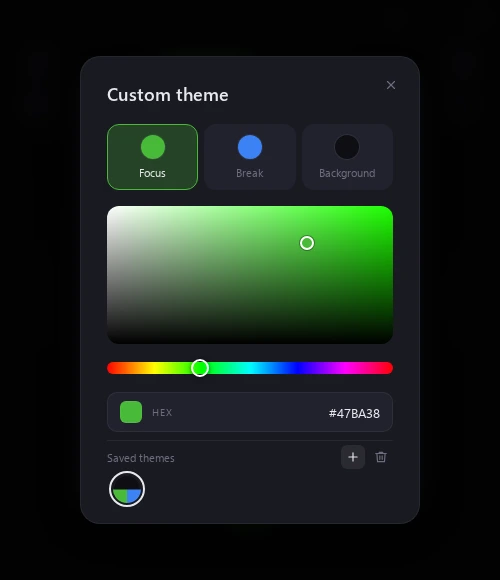 Custom theme
Focus
Break
Background
HEX
#47BA38
Saved themes